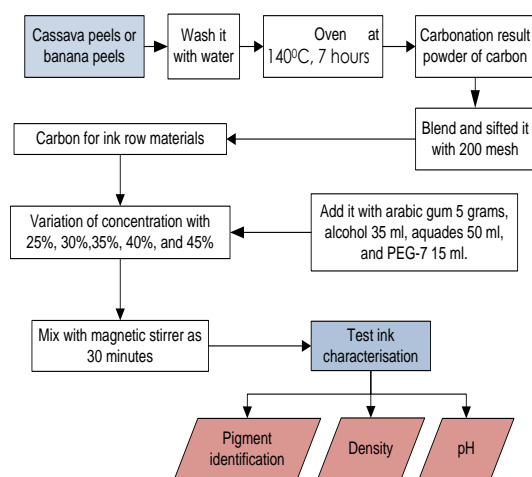 Cassava peels or
banana peels
Wash it
with water
Oven at
140⁰C, 7 hours
Carbonation result
powder of carbon
Blend and sifted it
with 200 mesh
Carbon for ink row materials
Variation of concentration with
25%, 30%,35%, 40%, and 45%
Add it with arabic gum 5 grams,
alcohol 35 ml, aquades 50 ml,
and PEG-7 15 ml.
Mix with magnetic stirrer as
30 minutes
Test ink
characterisation
Pigment
identification
Density
pH